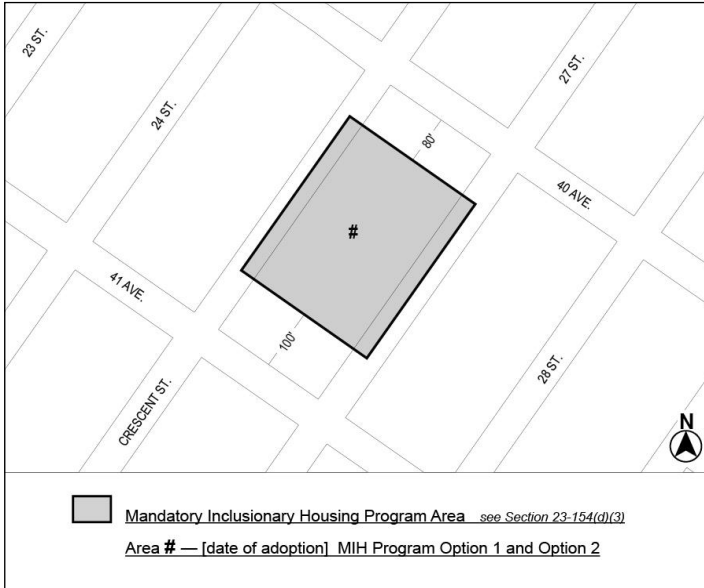 23 ST.
24 ST.
27 ST.
80'
40 AVE.
#
41 AVE.
100'
28 ST.
CRESCENT ST.
N
Mandatory Inclusionary Housing Program Area see Section 23-154(d)(3)
Area # — [date of adoption] MIH Program Option 1 and Option 2